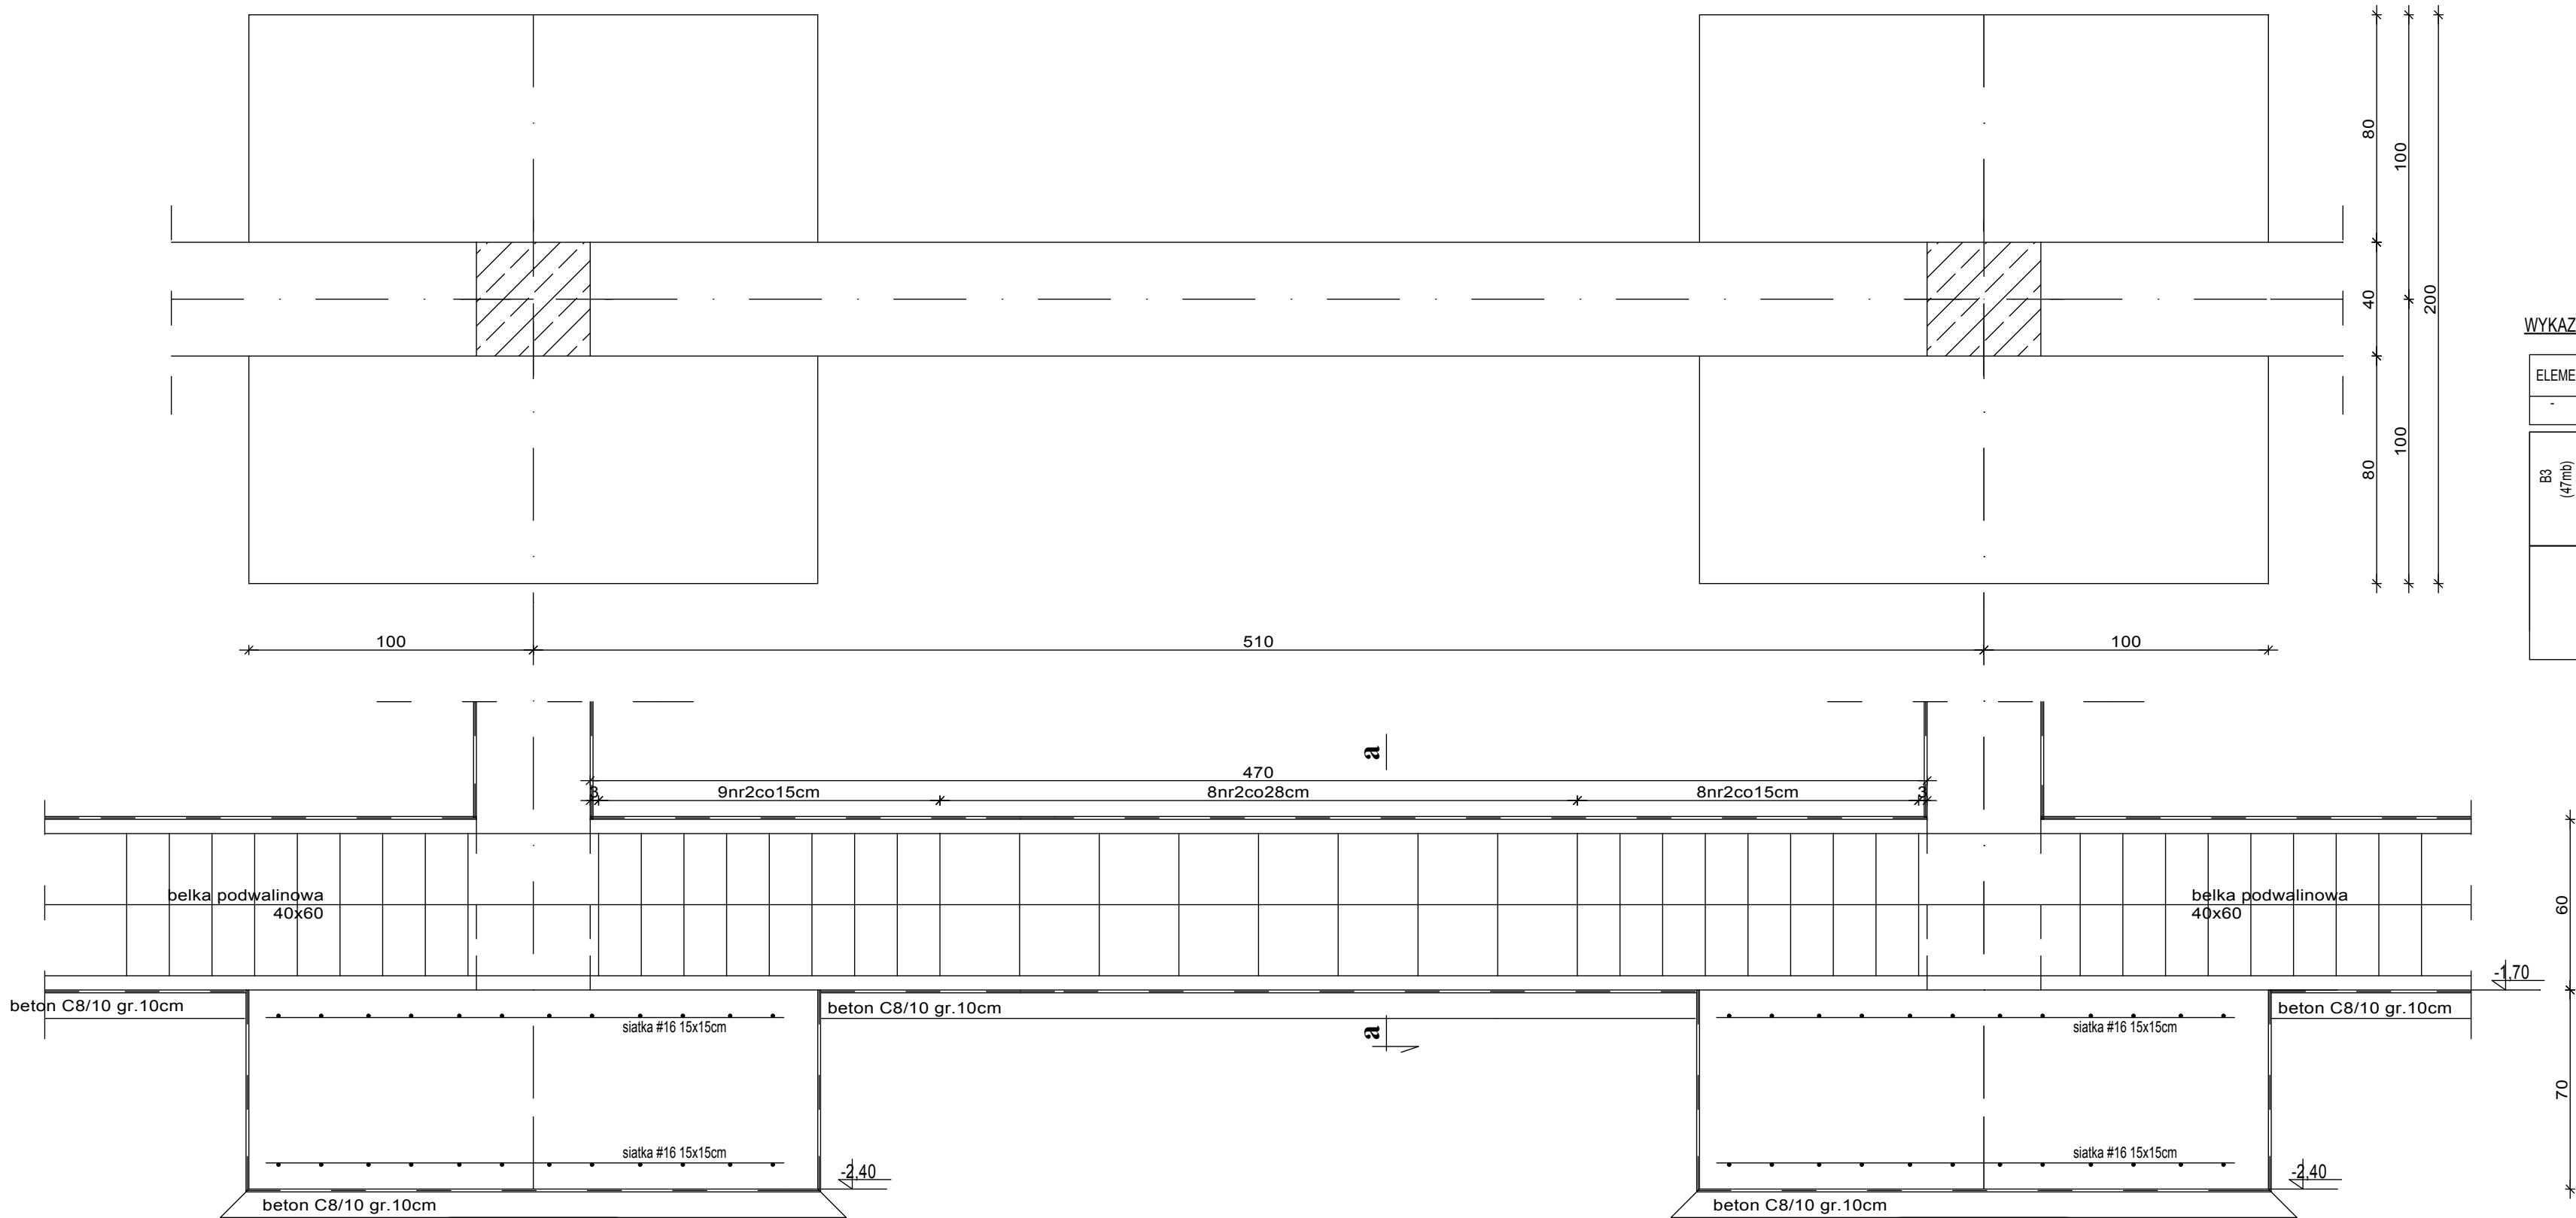 80
100
40
200
80
100
WYKAZ
ELEME
-
B3
(47mb)
100
510
100
a
470
3
9nr2co15cm
8nr2co28cm
8nr2co15cm
3
belka podwalinowa
40x60
belka podwalinowa
40x60
60
-1,70
beton C8/10 gr.10cm
beton C8/10 gr.10cm
beton C8/10 gr.10cm
siatka #16 15x15cm
a
siatka #16 15x15cm
70
siatka #16 15x15cm
siatka #16 15x15cm
-2,40
-2,40
beton C8/10 gr.10cm
beton C8/10 gr.10cm